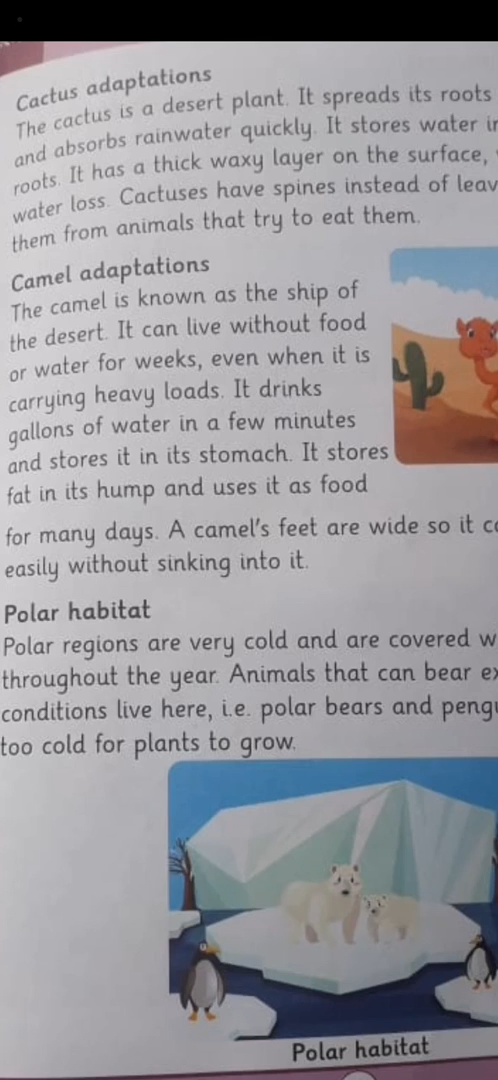 Cactus adaptations
The cactus is a desert plant. It spreads its roots
and absorbs rainwater quickly. It stores water
roots. It has a thick waxy layer on the surface,
water loss. Cactuses have spines instead of
them from animals that try to eat them.
Camel adaptations
The camel is known as the ship of
the desert. It can live without food
or water for weeks, even when it is
carrying heavy loads. It drinks
gallons of water in a few minutes
and stores it in its stomach. It stores
fat in its hump and uses it as food
for many days. A camel's feet are wide so it
easily without sinking into it.
Polar habitat
Polar regions are very cold and are covered
throughout the year. Animals that can bear
conditions live here, i.e. polar bears and
too cold for plants to grow.
Polar habitat